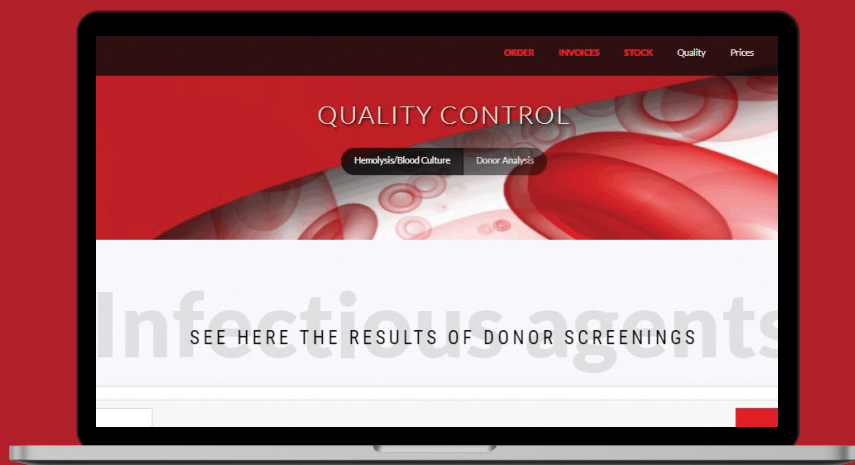 ORDER INVOICES STOCK Quality Prices
QUALITY CONTROL
Hemolysis/Blood Culture Donor Analysis
Infectious agents
SEE HERE THE RESULTS OF DONOR SCREENINGS